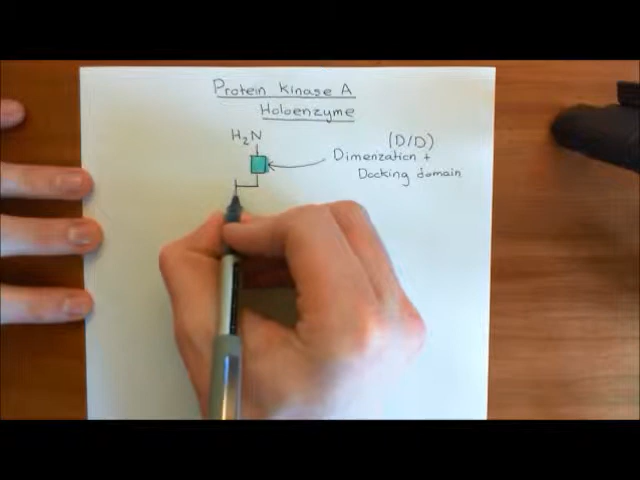 Protein Kinase A
Holoenzyme
H2N
(D/D)
Dimerization +
Docking domain